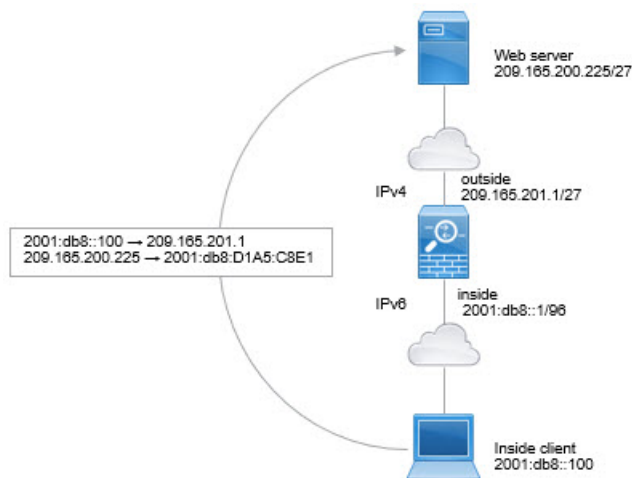 Web server
209.165.200.225/27
outside
209.165.201.1/27
IPv4
2001:db8::100 → 209.165.201.1
209.165.200.225 → 2001:db8:D1A5:C8E1
IPv6
inside
2001:db8::1/96
Inside client
2001:db8::100